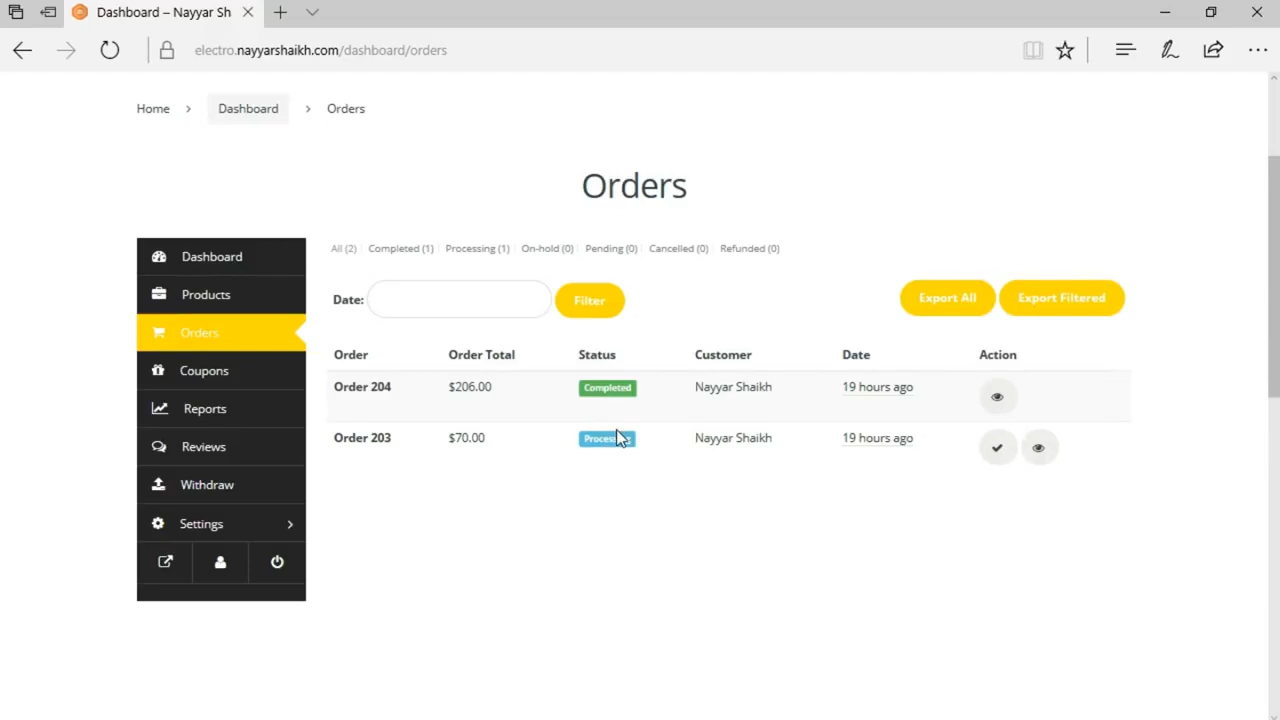 Dashboard – Nayyar Sh
electro.nayyarshaikh.com/dashboard/orders
Home > Dashboard > Orders
Orders
Dashboard
Products
Orders
Coupons
Reports
Reviews
Withdraw
Settings
All (2) Completed (1) Processing (1) On-hold (0) Pending (0) Cancelled (0) Refunded (0)
Date: Filter Export All Export Filtered
Order Order Total Status Customer Date Action
Order 204 $206.00 Completed Nayyar Shaikh 19 hours ago
Order 203 $70.00 Nayyar Shaikh 19 hours ago